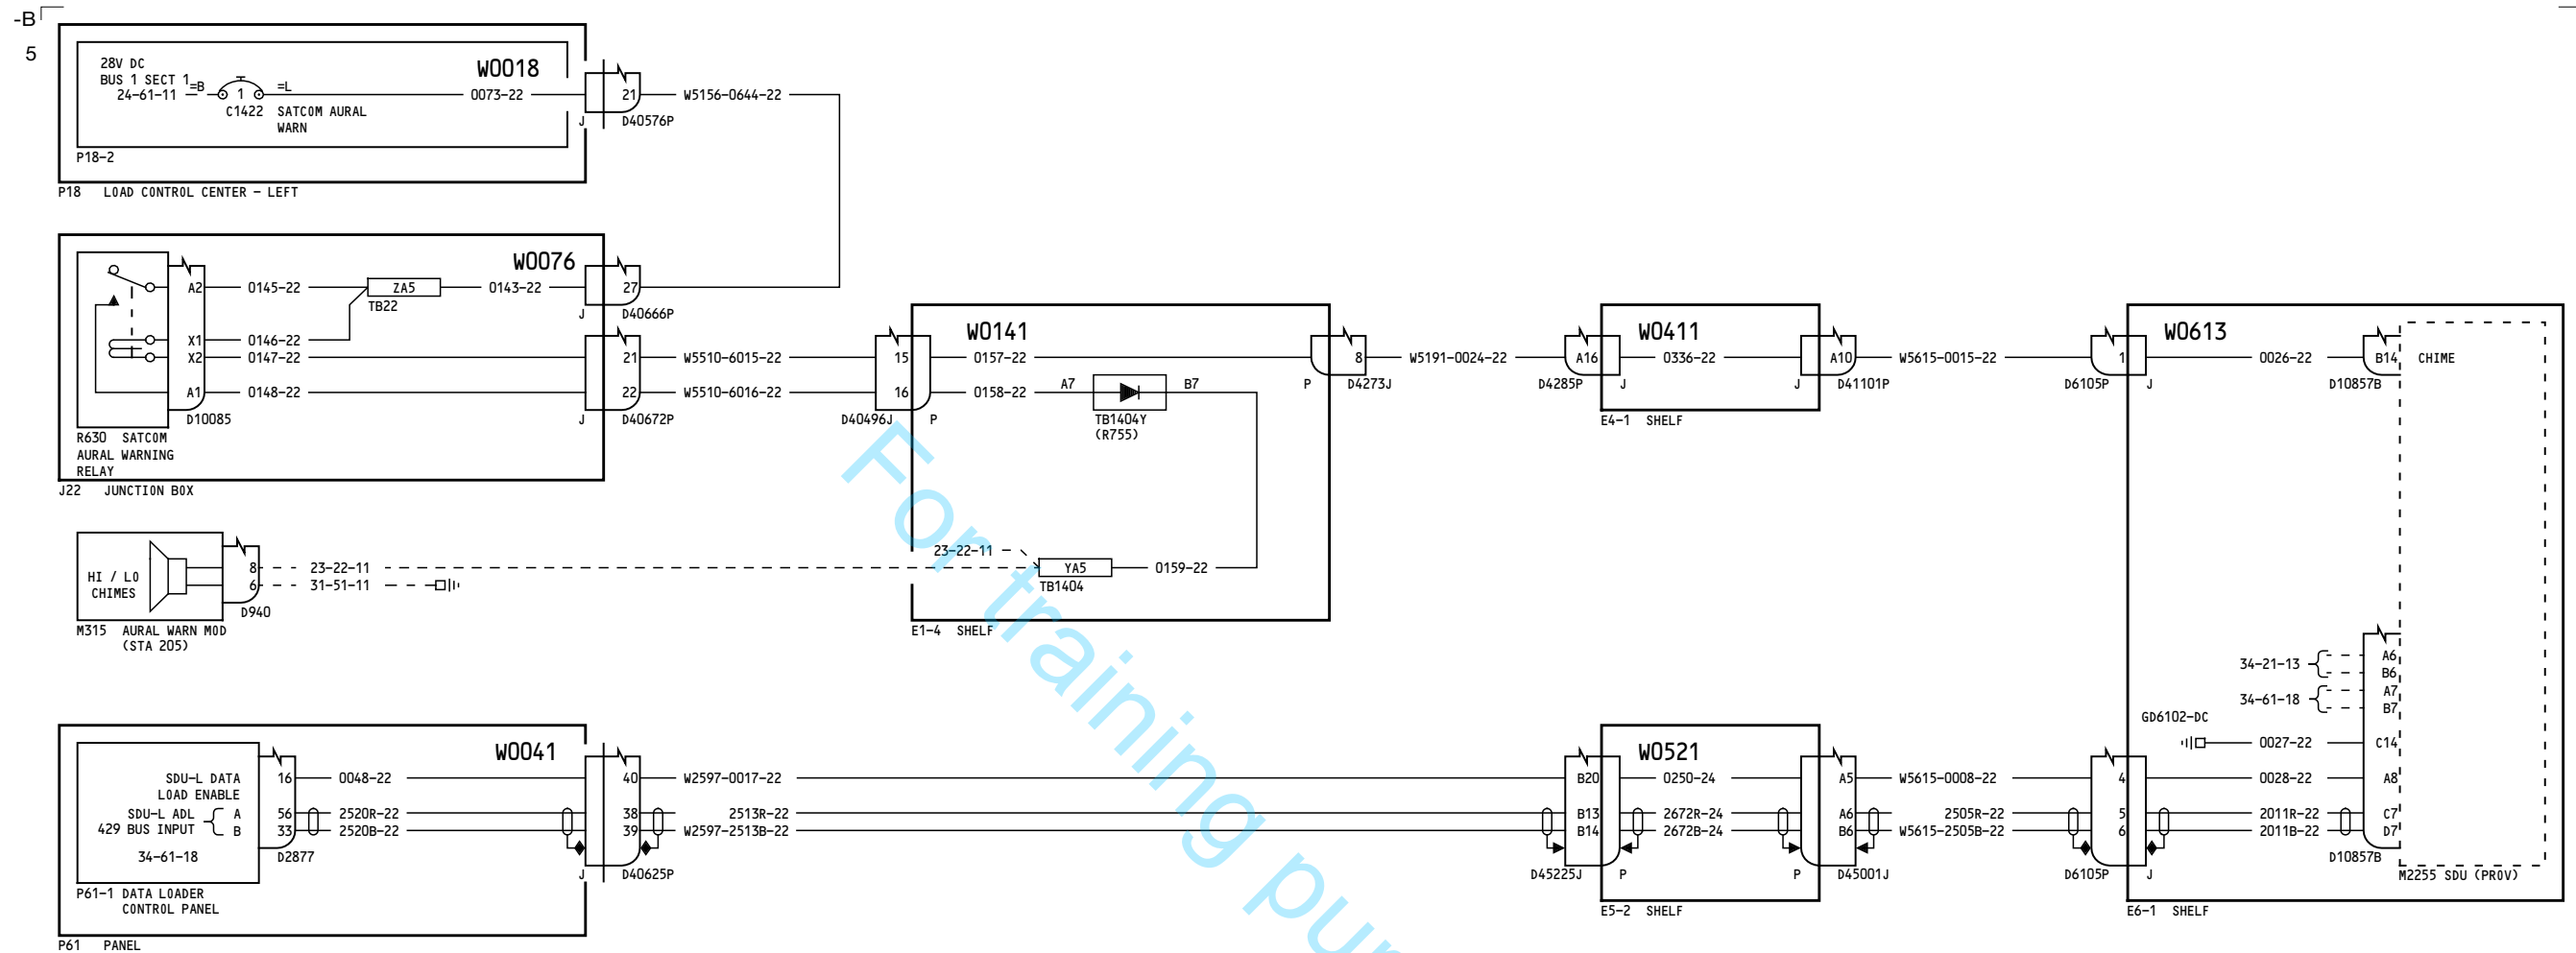 -B
5
28V DC
BUS 1 SECT 1
24-61-11
=B
1
=L
C1422 SATCOM AURAL
WARN
W0018
0073-22
P18-2
P18 LOAD CONTROL CENTER - LEFT
21
J D40576P
W5156-0644-22
W0076
A2 0145-22 ZA5 0143-22 27
TB22
J D40666P
X1 0146-22
X2 0147-22 21 W5510-6015-22
A1 0148-22 22 W5510-6016-22
D10085
J D40672P
R630 SATCOM
AURAL WARNING
RELAY
J22 JUNCTION BOX
W0141
15 0157-22 8 W5191-0024-22
16 0158-22 A7 B7
D40496J P
TB1404Y
(R755)
P D4273J
23-22-11
YA5 0159-22
TB1404
E1-4 SHELF
W0411
A16 0336-22 A10 W5615-0015-22
D4285P J
J D41101P
E4-1 SHELF
W0613
1 0026-22 B14 CHIME
D6105P J
D10857B
HI / LO
CHIMES
8 23-22-11
6 31-51-11
D940
M315 AURAL WARN MOD
(STA 205)
34-21-13 A6
B6
34-61-18 A7
B7
GD6102-DC
0027-22 C14
W0041
SDU-L DATA
LOAD ENABLE
16 0048-22 40 W2597-0017-22
SDU-L ADL
429 BUS INPUT
A 56 2520R-22 38 2513R-22
B 33 2520B-22 39 W2597-2513B-22
34-61-18
D2877
J D40625P
P61-1 DATA LOADER
CONTROL PANEL
P61 PANEL
W0521
B20 0250-24 A5 W5615-0008-22
B13 2672R-24 A6 2505R-22
B14 2672B-24 B6 W5615-2505B-22
D45225J P
P D45001J
E5-2 SHELF
4 0028-22 A8
5 2011R-22 C7
6 2011B-22 D7
D6105P J
D10857B
M2255 SDU (PROV)
E6-1 SHELF
For training pur